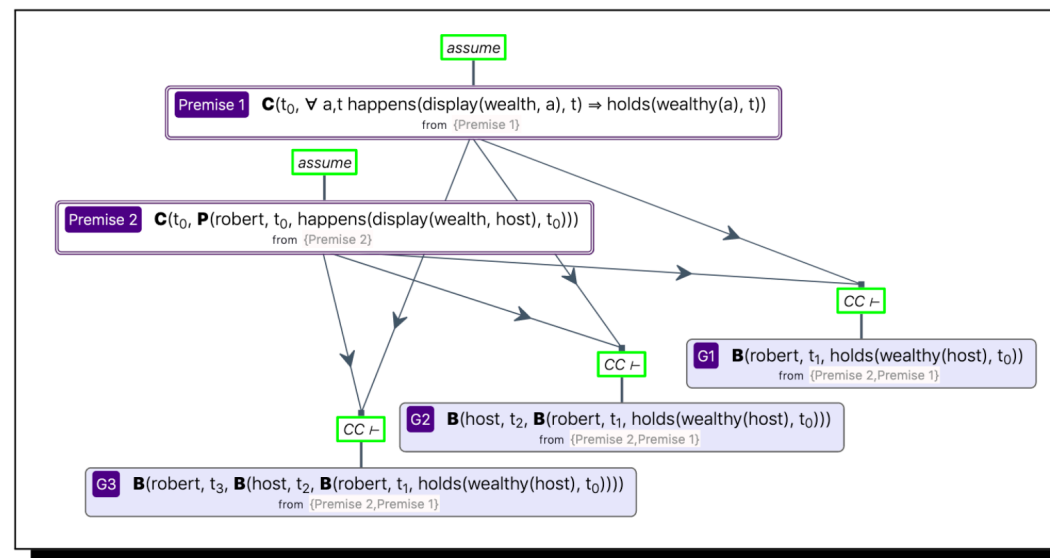 assume
Premise 1 C(t₀, ∀ a,t happens(display(wealth, a), t) ⇒ holds(wealthy(a), t))
from {Premise 1}
assume
Premise 2 C(t₀, P(robert, t₀, happens(display(wealth, host), t₀)))
from {Premise 2}
CC ⊢
G1 B(robert, t₁, holds(wealthy(host), t₀))
from {Premise 2,Premise 1}
CC ⊢
G2 B(host, t₂, B(robert, t₁, holds(wealthy(host), t₀)))
from {Premise 2,Premise 1}
CC ⊢
G3 B(robert, t₃, B(host, t₂, B(robert, t₁, holds(wealthy(host), t₀))))
from {Premise 2,Premise 1}